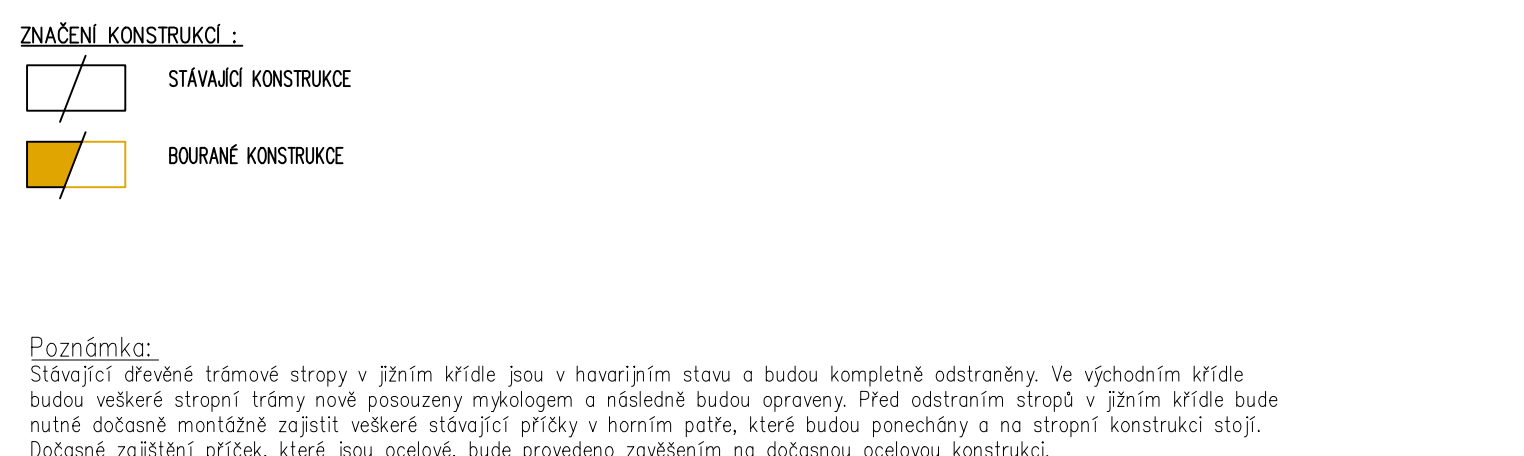 ZNAČENÍ KONSTRUKCÍ :
STÁVAJÍCÍ KONSTRUKCE
BOURANÉ KONSTRUKCE
Poznámka:
Stávající dřevěné trámové stropy v jižním křídle jsou v havarijním stavu a budou kompletně odstraněny. Ve východním křídle
budou veškeré stropní trámy nově posouzeny mykologem a následně budou opraveny. Před odstraním stropů v jižním křídle bude
nutné dočasně montážně zajistit veškeré stávající příčky v horním patře, které budou ponechány a na stropní konstrukci stojí.
Dočasné zajištění příček, které jsou ocelové, bude provedeno zavěšením na dočasnou ocelovou konstrukci.